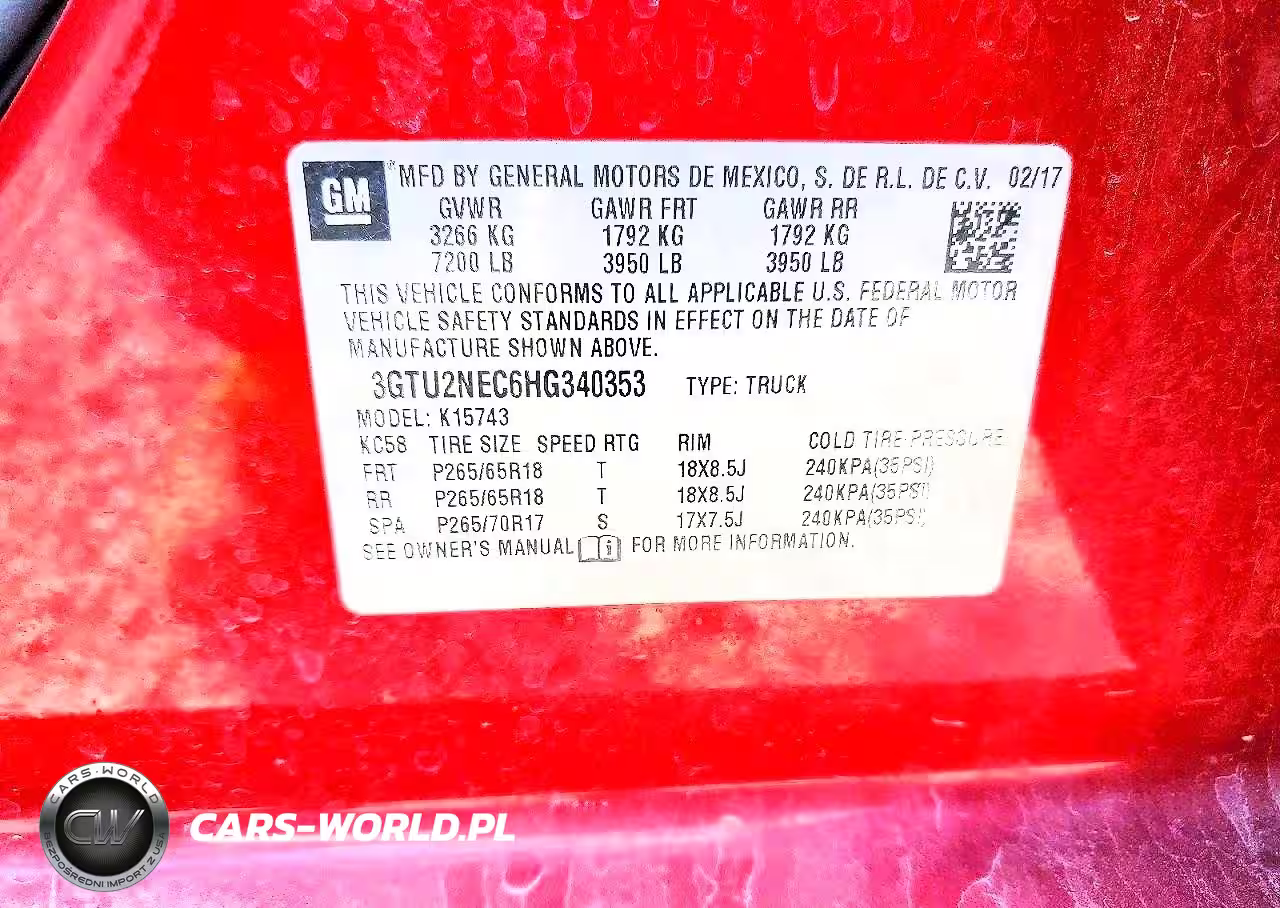 GM
MFD BY GENERAL MOTORS DE MEXICO, S. DE R.L. DE C.V. 02/17
GVWR GAWR FRT GAWR RR
3266 KG 1792 KG 1792 KG
7200 LB 3950 LB 3950 LB
THIS VEHICLE CONFORMS TO ALL APPLICABLE U.S. FEDERAL MOTOR
VEHICLE SAFETY STANDARDS IN EFFECT ON THE DATE OF
MANUFACTURE SHOWN ABOVE.
3GTU2NEC6HG340353 TYPE: TRUCK
MODEL: K15743
KC58 TIRE SIZE SPEED RTG RIM COLD TIRE PRESSURE
FRT P265/65R18 T 18X8.5J 240KPA(35PSI)
RR P265/65R18 T 18X8.5J 240KPA(35PSI)
SPA P265/70R17 S 17X7.5J 240KPA(35PSI)
SEE OWNER'S MANUAL FOR MORE INFORMATION.
CARS-WORLD
CW
BEZPOŚREDNI IMPORT Z USA
CARS-WORLD.PL